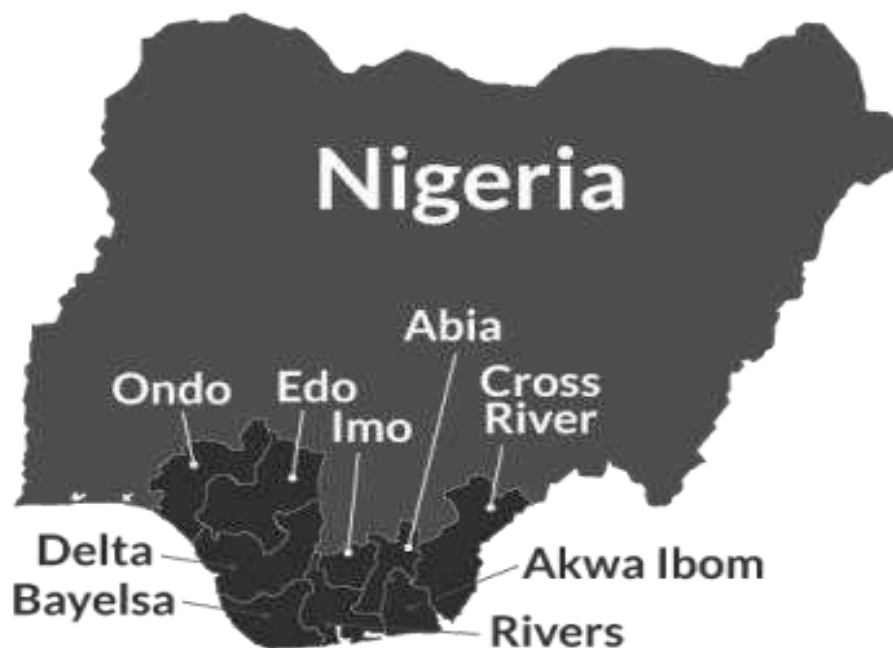 Nigeria
Abia
Ondo
Edo
Imo
Cross
River
Delta
Bayelsa
Akwa Ibom
Rivers